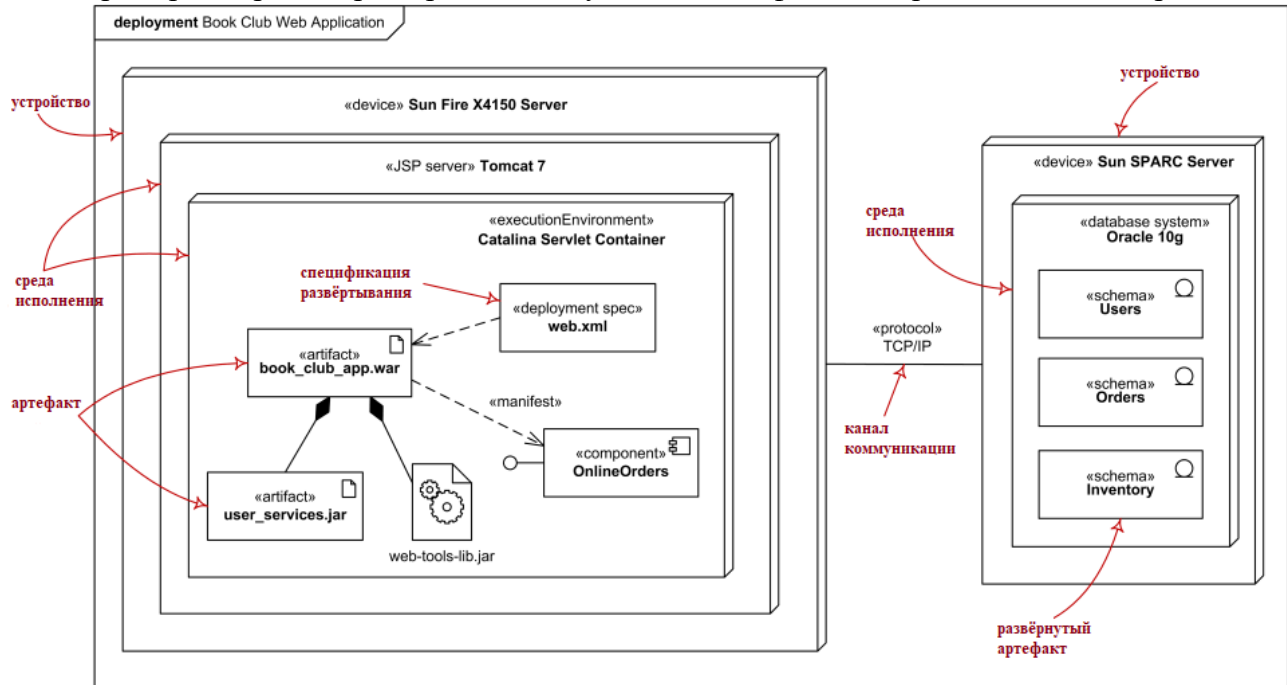 deployment Book Club Web Application
устройство
«device» Sun Fire X4150 Server
«JSP server» Tomcat 7
«executionEnvironment»
Catalina Servlet Container
среда
исполнения
спецификация
развёртывания
«deployment spec»
web.xml
«artifact»
book_club_app.war
артефакт
«manifest»
«component»
OnlineOrders
«artifact»
user_services.jar
web-tools-lib.jar
«protocol»
TCP/IP
канал
коммуникации
устройство
«device» Sun SPARC Server
среда
исполнения
«database system»
Oracle 10g
«schema»
Users
«schema»
Orders
«schema»
Inventory
развёрнутый
артефакт